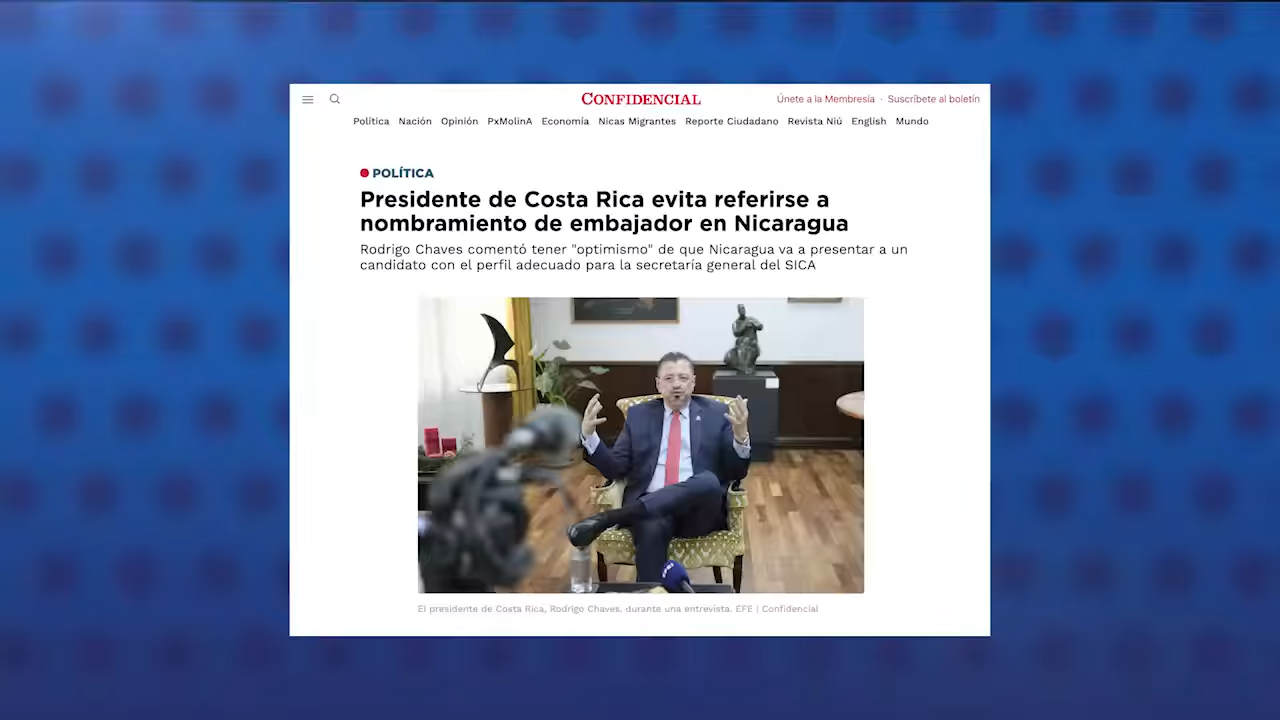 CONFIDENCIAL
Únete a la Membresía · Suscríbete al boletín
Política Nación Opinión PxMolinA Economía Nicas Migrantes Reporte Ciudadano Revista Niú English Mundo
POLÍTICA
Presidente de Costa Rica evita referirse a
nombramiento de embajador en Nicaragua
Rodrigo Chaves comentó tener "optimismo" de que Nicaragua va a presentar a un
candidato con el perfil adecuado para la secretaría general del SICA
El presidente de Costa Rica, Rodrigo Chaves, durante una entrevista. EFE | Confidencial